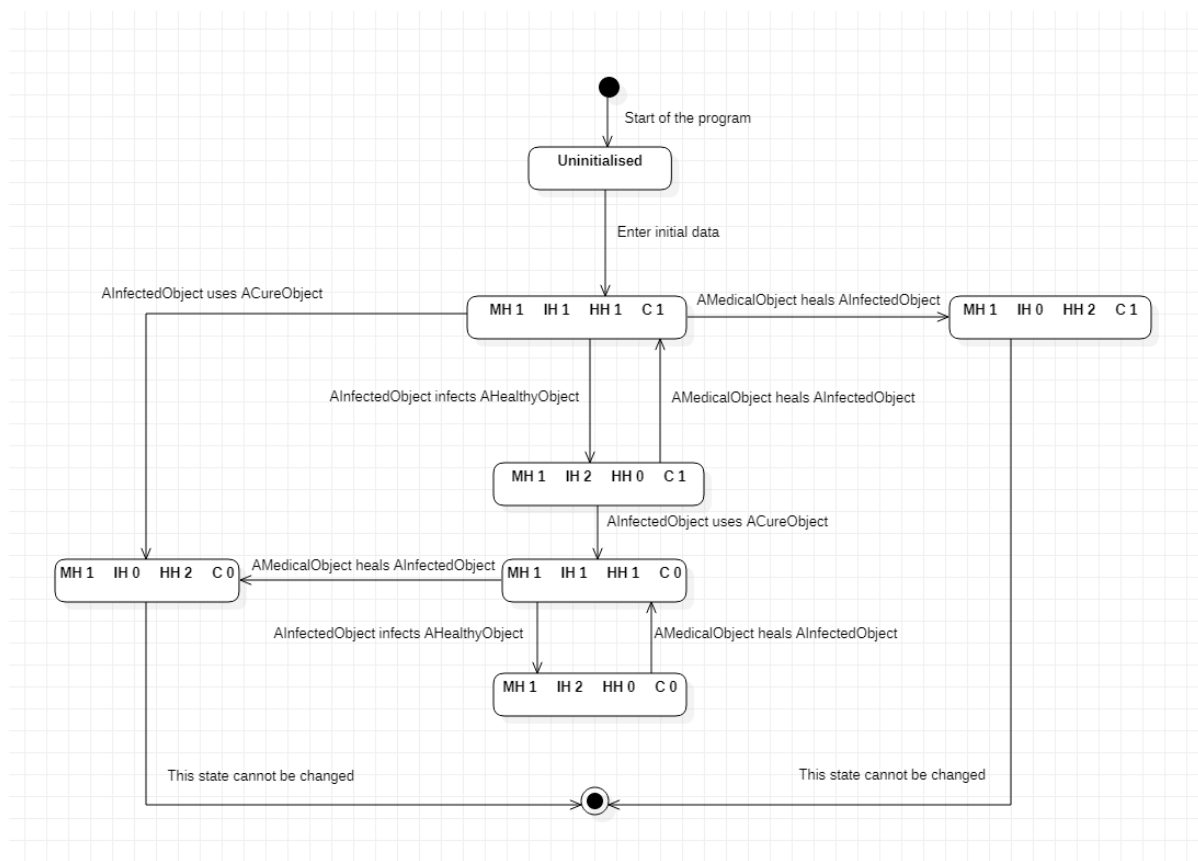 Start of the program
Uninitialised
Enter initial data
AInfectedObject uses ACureObject
MH 1 IH 1 HH 1 C 1
AMedicalObject heals AInfectedObject
MH 1 IH 0 HH 2 C 1
AInfectedObject infects AHealthyObject
AMedicalObject heals AInfectedObject
MH 1 IH 2 HH 0 C 1
AInfectedObject uses ACureObject
MH 1 IH 0 HH 2 C 0
AMedicalObject heals AInfectedObject
MH 1 IH 1 HH 1 C 0
AInfectedObject infects AHealthyObject
AMedicalObject heals AInfectedObject
MH 1 IH 2 HH 0 C 0
This state cannot be changed
This state cannot be changed